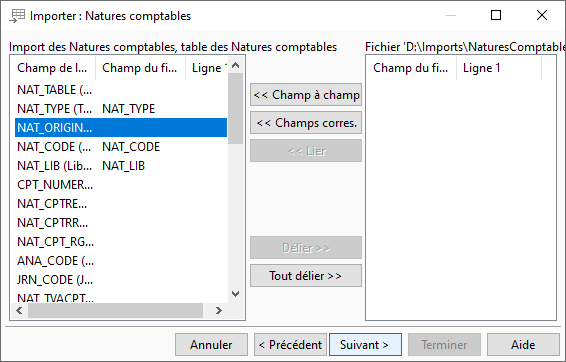 Importer : Natures comptables
Import des Natures comptables, table des Natures comptables
Champ de l... Champ du fi... Ligne 1
NAT_TABLE (...
NAT_TYPE (T... NAT_TYPE
NAT_ORIGIN...
NAT_CODE (... NAT_CODE
NAT_LIB (Lib... NAT_LIB
CPT_NUMER...
NAT_CPTRE...
NAT_CPTRR...
NAT_CPT_RG...
ANA_CODE (...
JRN_CODE (J...
NAT_TVACPT...
<< Champ à champ
<< Champs corres.
<< Lier
Délier >>
Tout délier >>
Fichier 'D:\Imports\NaturesComptable
Champ du fi... Ligne 1
Annuler
< Précédent
Suivant >
Terminer
Aide